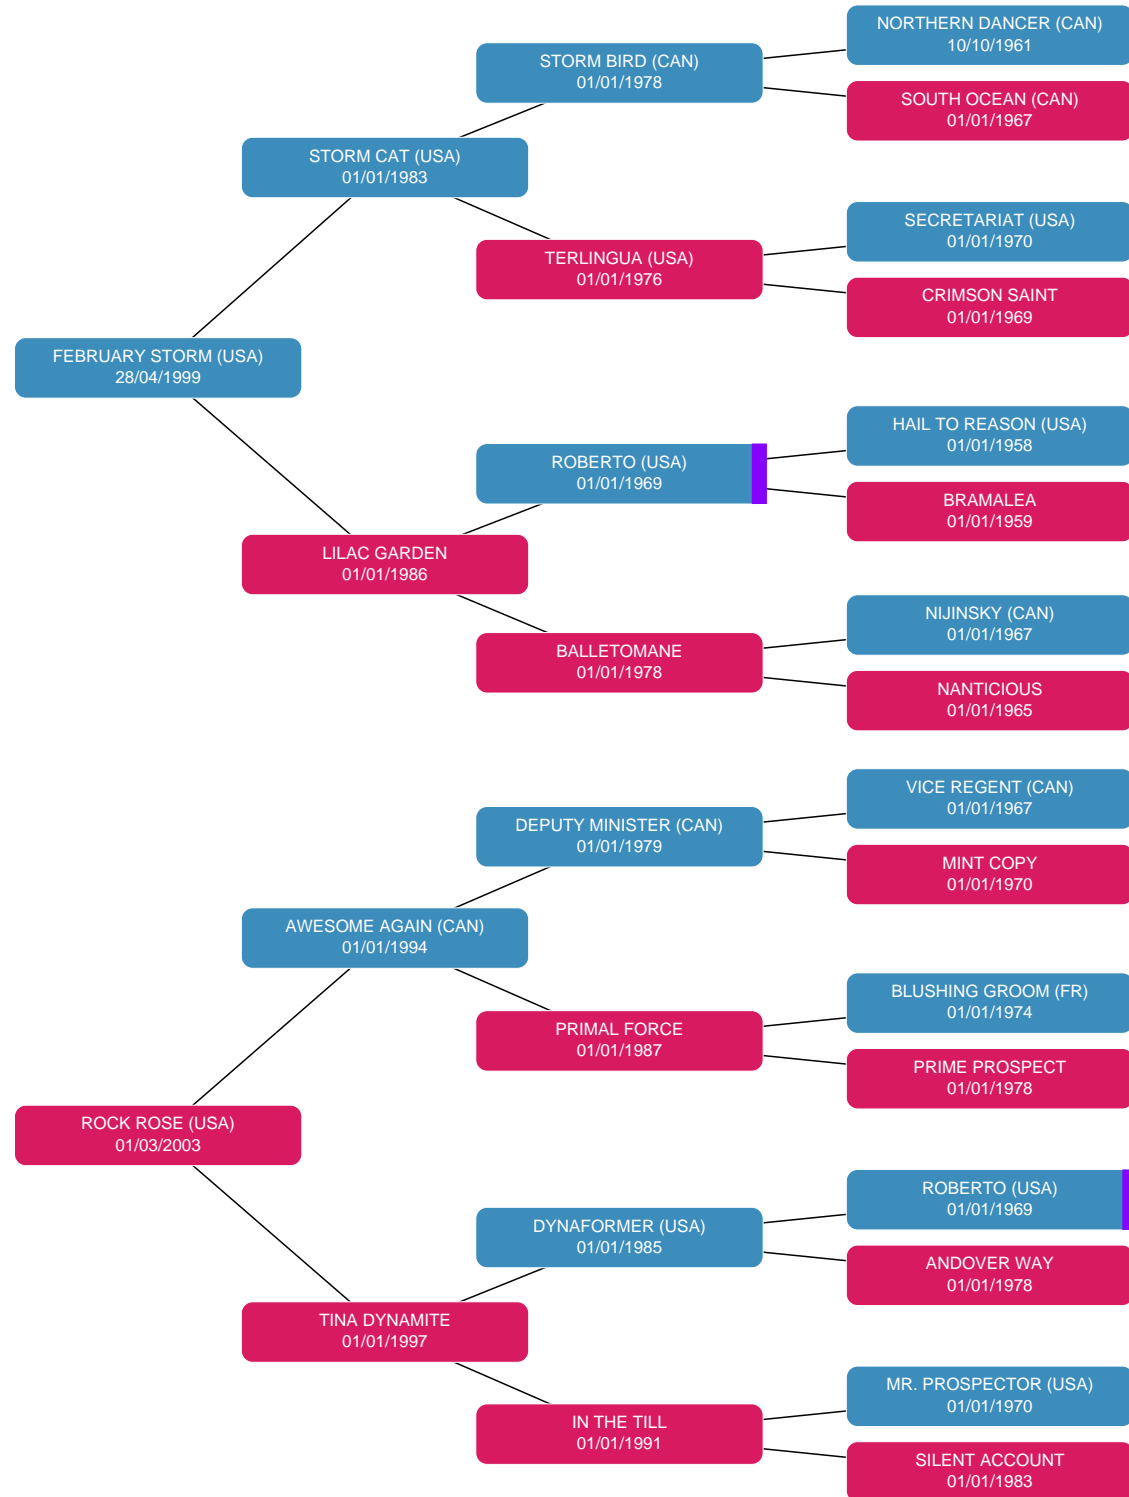 NORTHERN DANCER (CAN)
10/10/1961
STORM BIRD (CAN)
01/01/1978
SOUTH OCEAN (CAN)
01/01/1967
STORM CAT (USA)
01/01/1983
SECRETARIAT (USA)
01/01/1970
TERLINGUA (USA)
01/01/1976
CRIMSON SAINT
01/01/1969
FEBRUARY STORM (USA)
28/04/1999
HAIL TO REASON (USA)
01/01/1958
ROBERTO (USA)
01/01/1969
BRAMALEA
01/01/1959
LILAC GARDEN
01/01/1986
NIJINSKY (CAN)
01/01/1967
BALLETOMANE
01/01/1978
NANTICIOUS
01/01/1965
VICE REGENT (CAN)
01/01/1967
DEPUTY MINISTER (CAN)
01/01/1979
MINT COPY
01/01/1970
AWESOME AGAIN (CAN)
01/01/1994
BLUSHING GROOM (FR)
01/01/1974
PRIMAL FORCE
01/01/1987
PRIME PROSPECT
01/01/1978
ROCK ROSE (USA)
01/03/2003
ROBERTO (USA)
01/01/1969
DYNAFORMER (USA)
01/01/1985
ANDOVER WAY
01/01/1978
TINA DYNAMITE
01/01/1997
MR. PROSPECTOR (USA)
01/01/1970
IN THE TILL
01/01/1991
SILENT ACCOUNT
01/01/1983